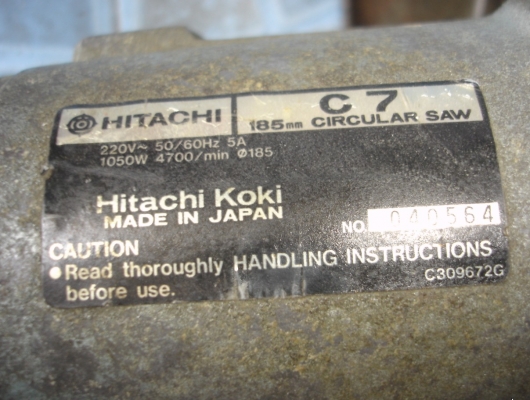 HITACHI
C 7
185mm CIRCULAR SAW
220V~ 50/60Hz 5A
1050W 4700/min Ø185
Hitachi Koki
MADE IN JAPAN
NO. 040564
CAUTION
●Read thoroughly HANDLING INSTRUCTIONS
before use.
C309672G